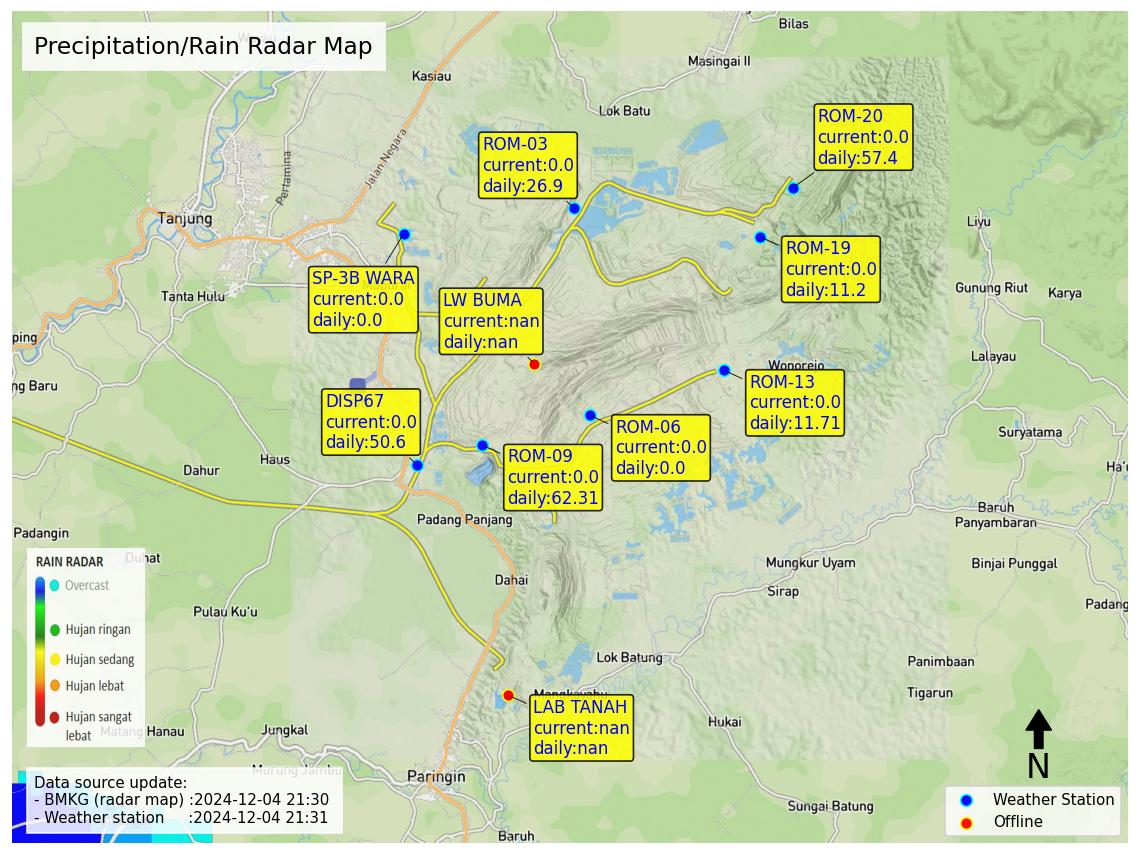 Precipitation/Rain Radar Map
Bilas
Masingai II
Kasiau
Lok Batu
Jalan Negara
Pertamina
Tanjung
Tanta Hulu
ROM-03
current:0.0
daily:26.9
ROM-20
current:0.0
daily:57.4
ROM-19
current:0.0
daily:11.2
SP-3B WARA
current:0.0
daily:0.0
LW BUMA
current:nan
daily:nan
Liyu
Gunung Riut
Karya
Lalayau
ping
ng Baru
Wonorejo
ROM-13
current:0.0
daily:11.71
DISP67
current:0.0
daily:50.6
ROM-06
current:0.0
daily:0.0
ROM-09
current:0.0
daily:62.31
Suryatama
Ha'u
Dahur
Haus
Padang Panjang
Baruh
Panyambaran
Padangin
Duhat
Dahai
Mungkur Uyam
Binjai Punggal
Sirap
Padang
Pulau Ku'u
RAIN RADAR
Overcast
Hujan ringan
Hujan sedang
Hujan lebat
Hujan sangat
lebat
Lok Batung
Panimbaan
Tigarun
Mangkayahu
LAB TANAH
current:nan
daily:nan
Hukai
Matang Hanau
Jungkal
Murung Jambu
Paringin
Sungai Batung
Baruh
N
Data source update:
- BMKG (radar map) :2024-12-04 21:30
- Weather station :2024-12-04 21:31
Weather Station
Offline